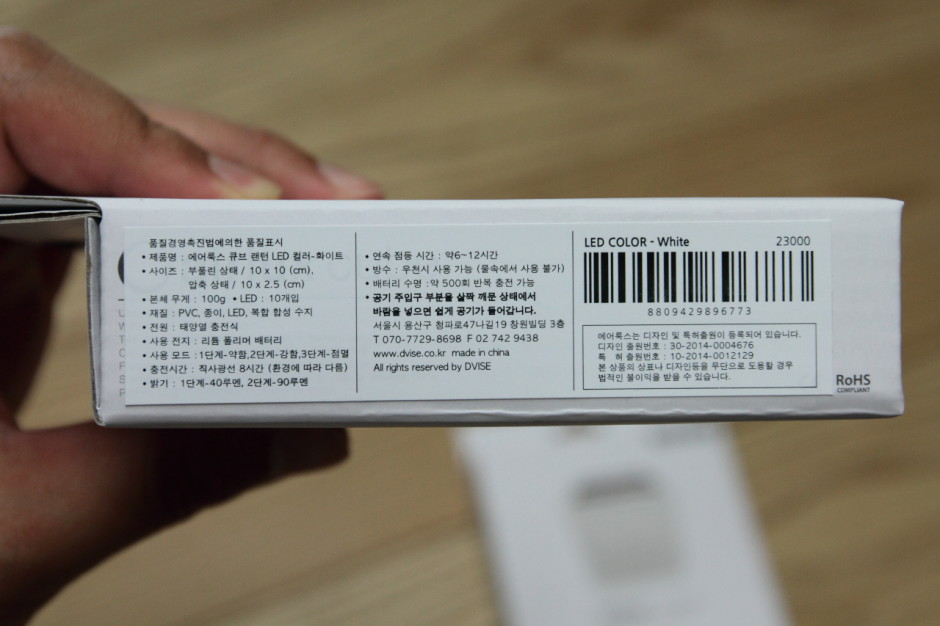 품질경영촉진법에의한 품질표시
• 제품명 : 에어룩스 큐브 랜턴 LED 컬러-화이트
• 사이즈 : 부풀린 상태 / 10 x 10 (cm),
압축 상태 / 10 x 2.5 (cm)
• 본체 무게 : 100g • LED : 10개입
• 재질 : PVC, 종이, LED, 복합 합성 수지
• 전원 : 태양열 충전식
• 사용 전지 : 리튬 폴리머 배터리
• 사용 모드 : 1단계-약함,2단계-강함,3단계-점멸
• 충전시간 : 직사광선 8시간 (환경에 따라 다름)
• 밝기 : 1단계-40루멘, 2단계-90루멘
• 연속 점등 시간 : 약6~12시간
• 방수 : 우천시 사용 가능 (물속에서 사용 불가)
• 배터리 수명 : 약 500회 반목 충전 가능
• 공기 주입구 부분을 살짝 깨문 상태에서
바람을 넣으면 쉽게 공기가 들어갑니다.
서울시 용산구 청파로47나길19 창원빌딩 3층
T 070-7729-8698 F 02 742 9438
www.dvise.co.kr made in china
All rights reserved by DVISE
LED COLOR - White 23000
8809429896773
에어룩스는 디자인 및 특허출원이 등록되어 있습니다.
디자인 출원번호 : 30-2014-0004676
특 허 출원번호 : 10-2014-0012129
본 상품의 상표나 디자인등을 무단으로 도용할 경우
법적인 불이익을 받을 수 있습니다.
RoHS
COMPLIANT